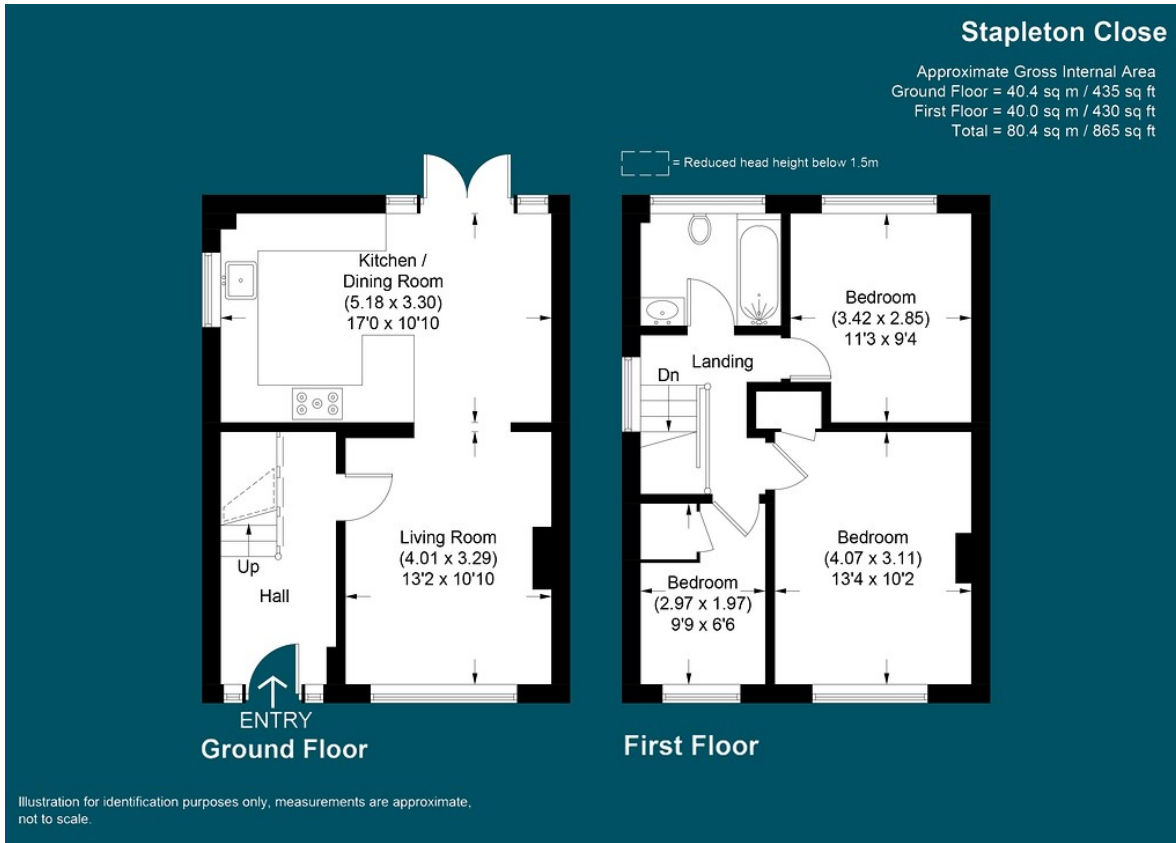 Stapleton Close
Approximate Gross Internal Area
Ground Floor = 40.4 sq m / 435 sq ft
First Floor = 40.0 sq m / 430 sq ft
Total = 80.4 sq m / 865 sq ft
= Reduced head height below 1.5m
Kitchen /
Dining Room
(5.18 x 3.30)
17'0 x 10'10
Living Room
(4.01 x 3.29)
13'2 x 10'10
Up
Hall
ENTRY
Ground Floor
Bedroom
(3.42 x 2.85)
11'3 x 9'4
Landing
Dn
Bedroom
(4.07 x 3.11)
13'4 x 10'2
Bedroom
(2.97 x 1.97)
9'9 x 6'6
First Floor
Illustration for identification purposes only, measurements are approximate,
not to scale.